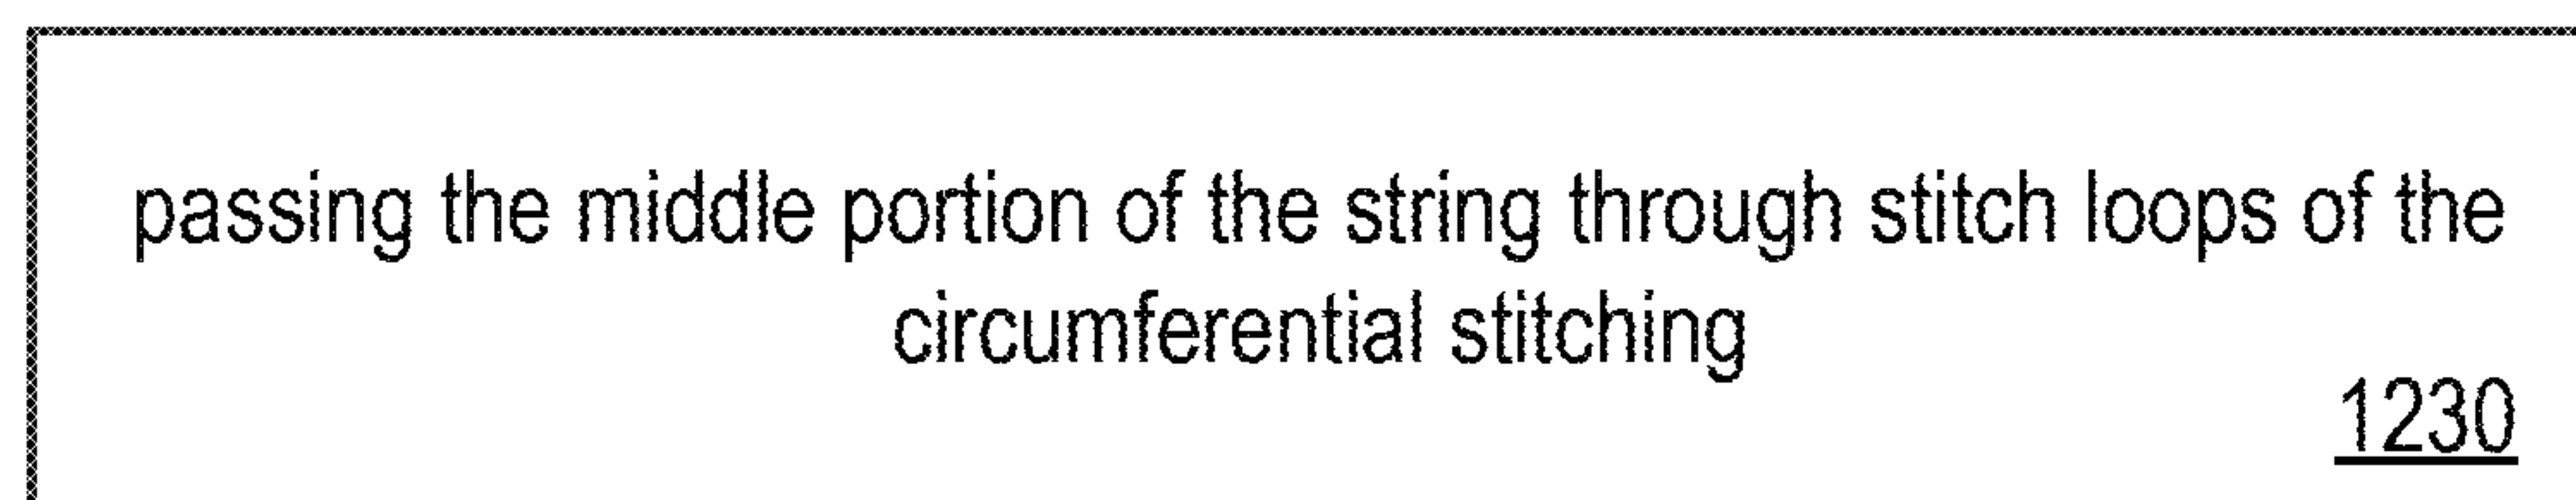 passing the middle portion of the string through stitch loops of the
circumferential stitching
1230